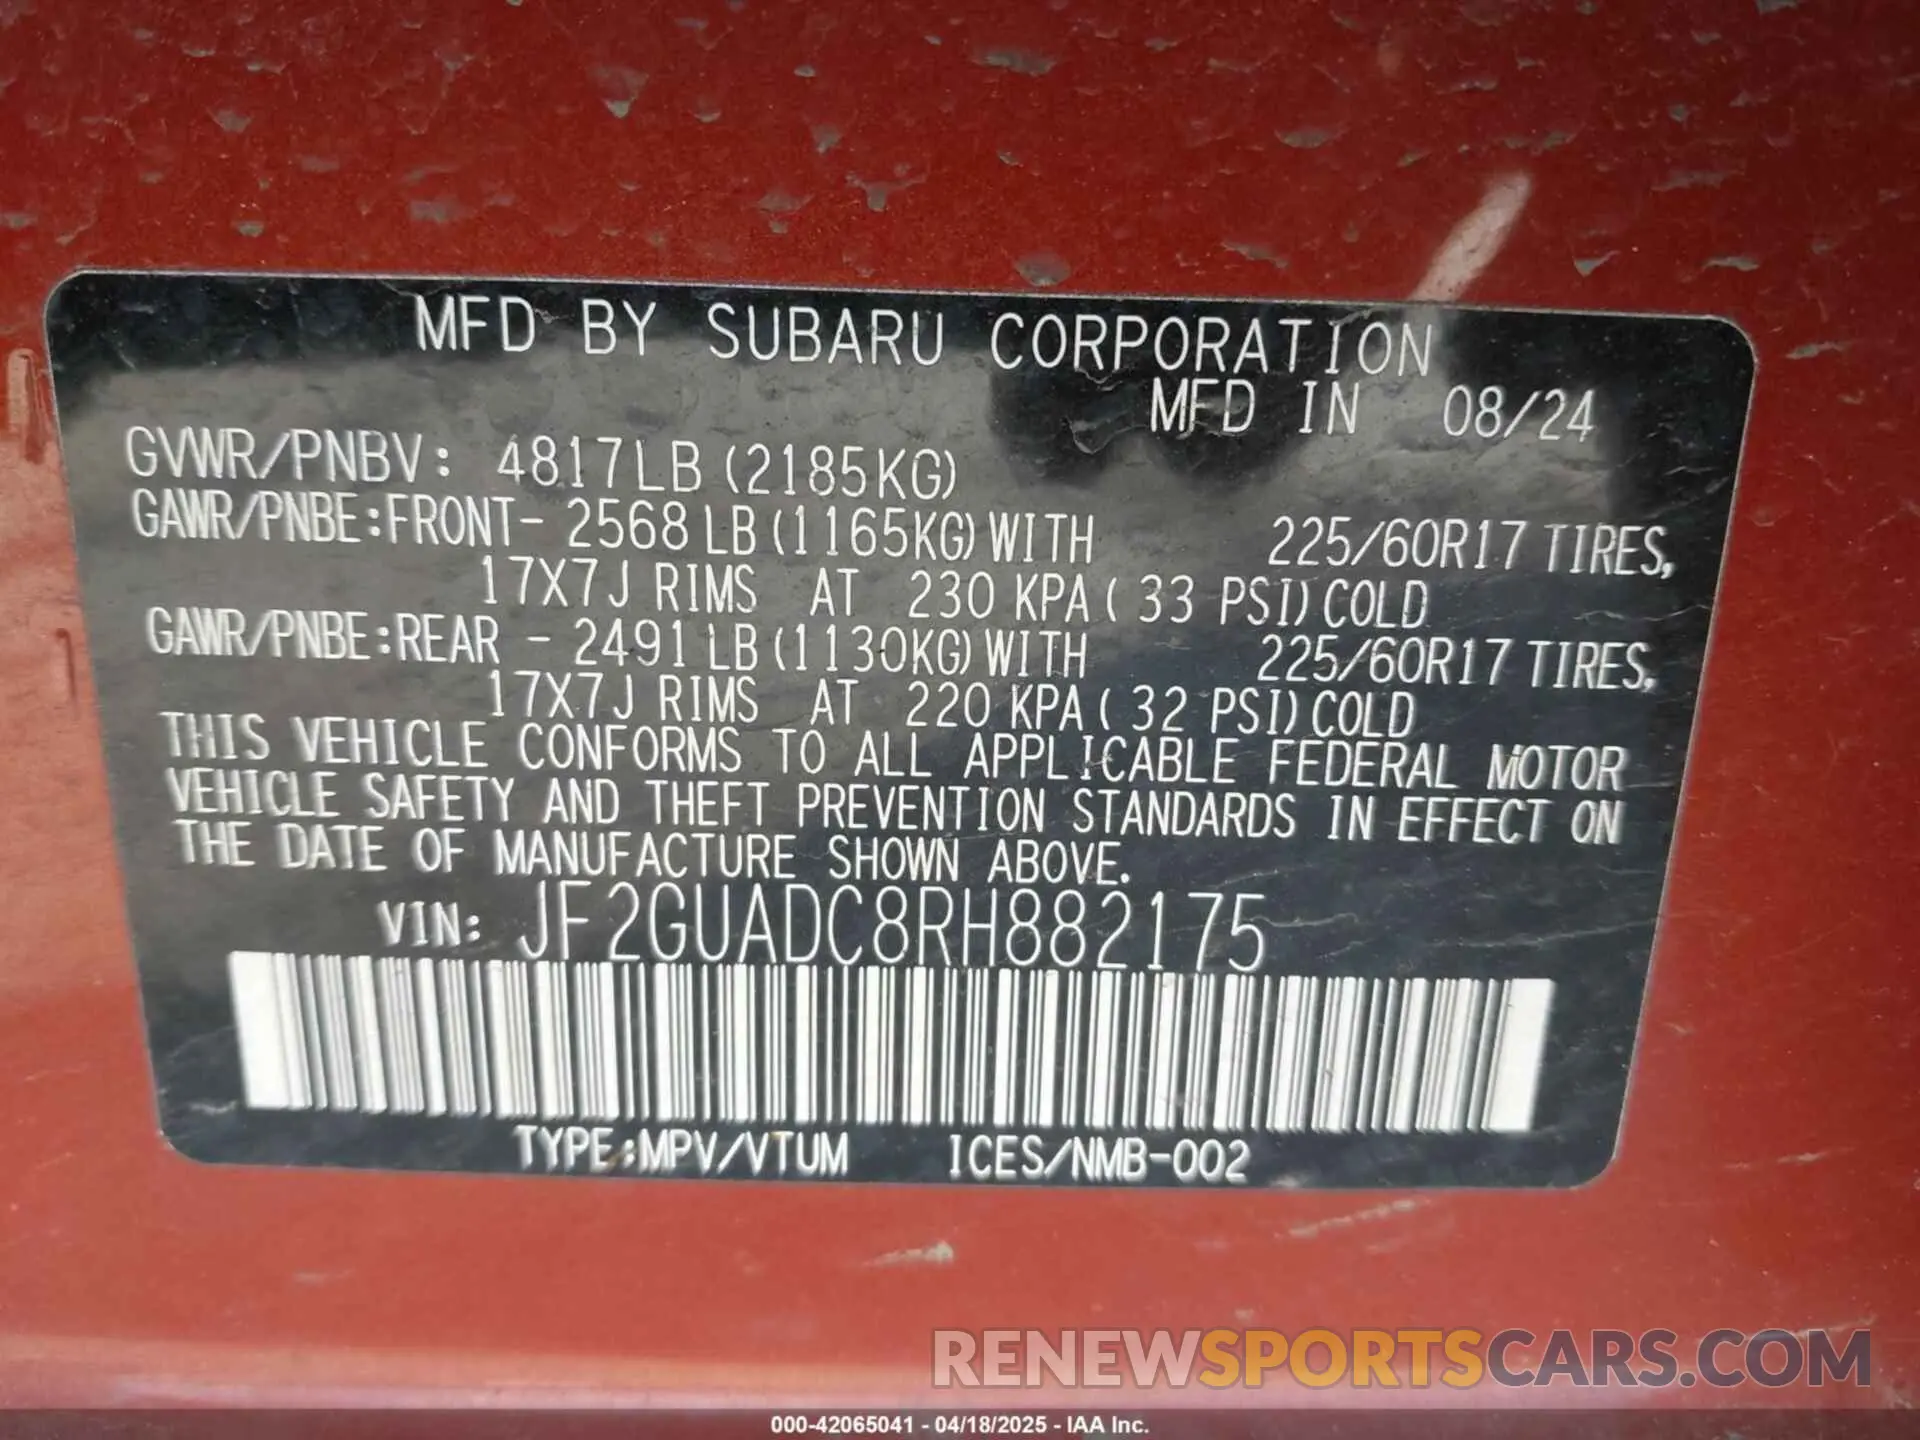 MFD BY SUBARU CORPORATION
MFD IN 08/24
GVWR/PNBV: 4817LB (2185KG)
GAWR/PNBE:FRONT- 2568 LB (1165KG) WITH 225/60R17 TIRES,
17X7J RIMS AT 230 KPA ( 33 PSI) COLD
GAWR/PNBE:REAR - 2491 LB (1130KG) WITH 225/60R17 TIRES,
17X7J RIMS AT 220 KPA ( 32 PSI) COLD
THIS VEHICLE CONFORMS TO ALL APPLICABLE FEDERAL MOTOR
VEHICLE SAFETY AND THEFT PREVENTION STANDARDS IN EFFECT ON
THE DATE OF MANUFACTURE SHOWN ABOVE.
VIN: JF2GUADC8RH882175
TYPE:MPV/VTUM ICES/NMB-002
RENEWSPORTSCARS.COM
000-42065041 - 04/18/2025 - IAA Inc.